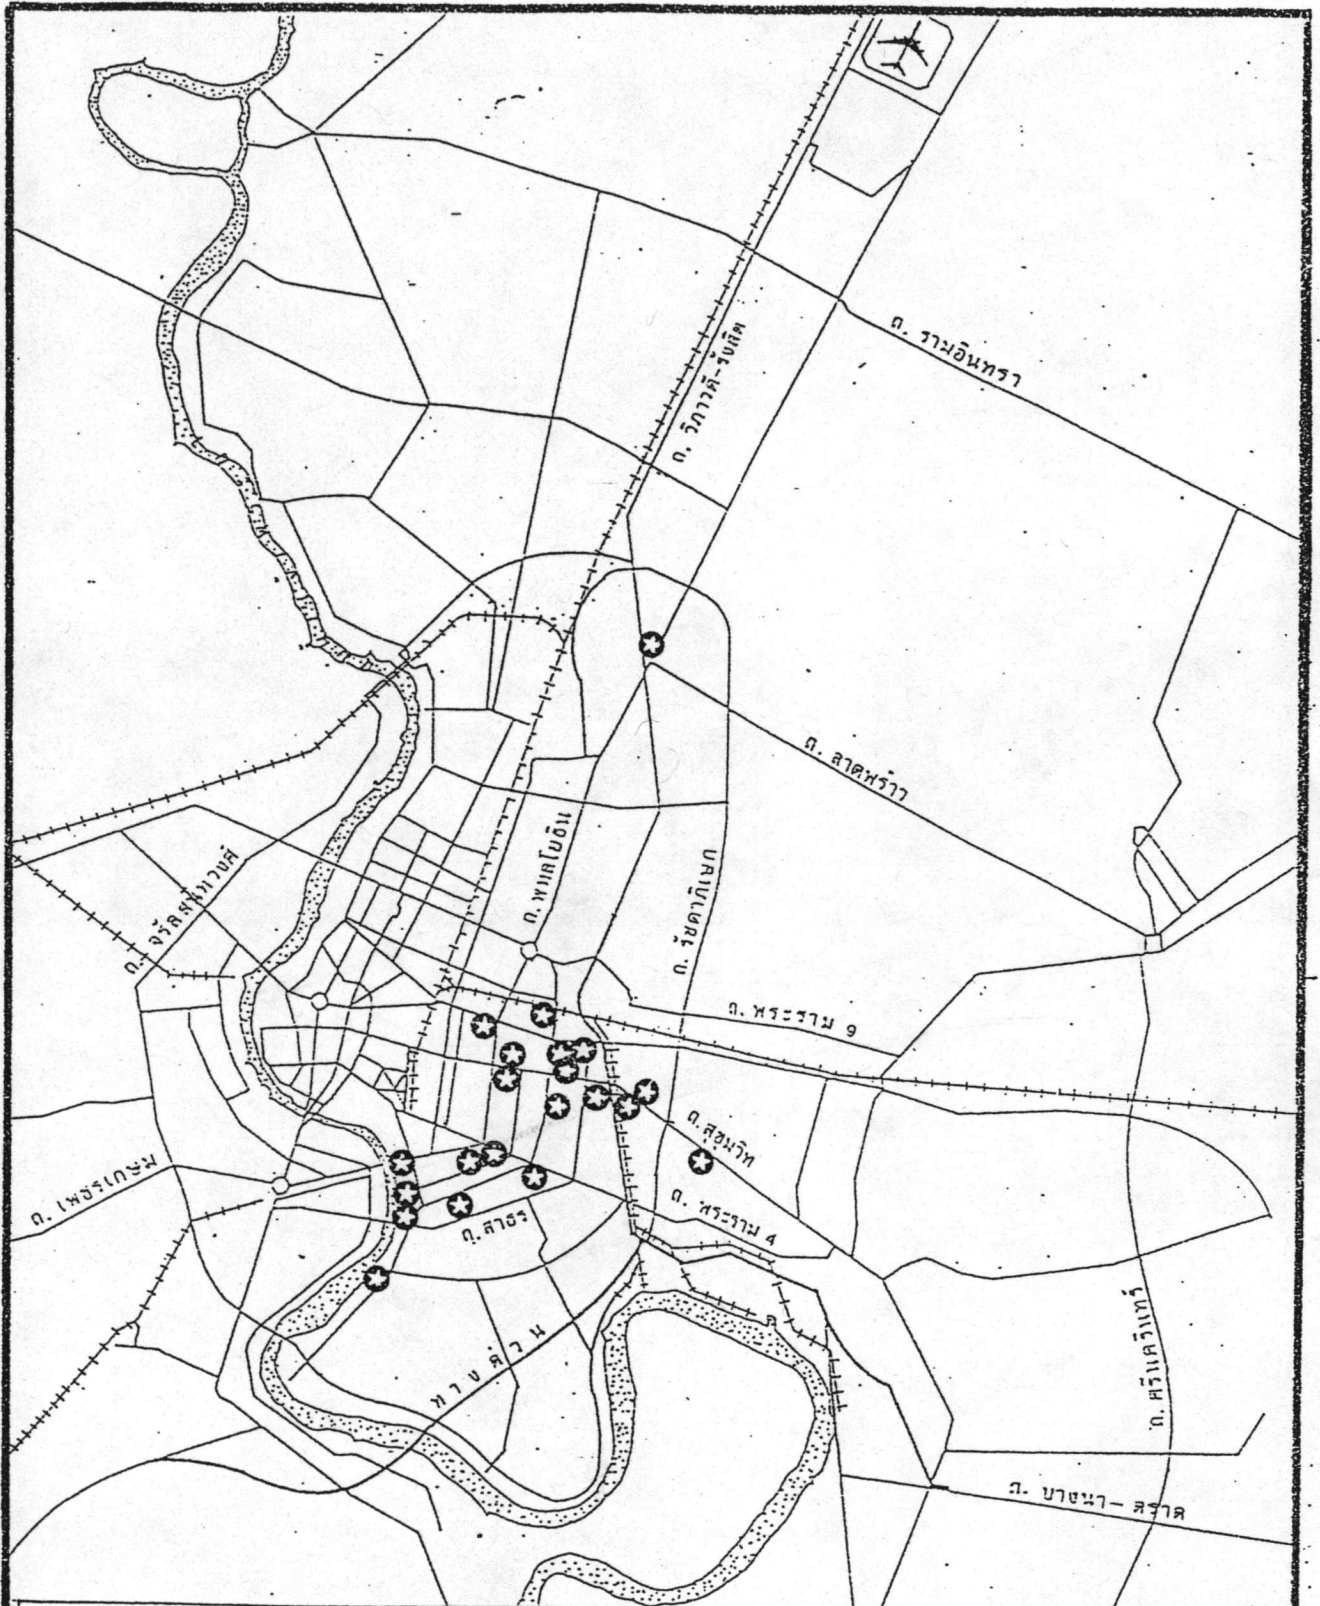 ถ. รามอินทรา
ถ. วิภาวดี-รังสิต
ถ. ลาดพร้าว
ถ. พหลโยธิน
ถ. จรัลสนิทวงศ์
ถ. รัชดาภิเษก
ถ. พระราม 9
ถ. สุขุมวิท
ถ. เพชรเกษม
ถ. พระราม 4
ถ. สาธร
ทางด่วน
ถ. ศรีนครินทร์
ถ. บางนา - ตราด